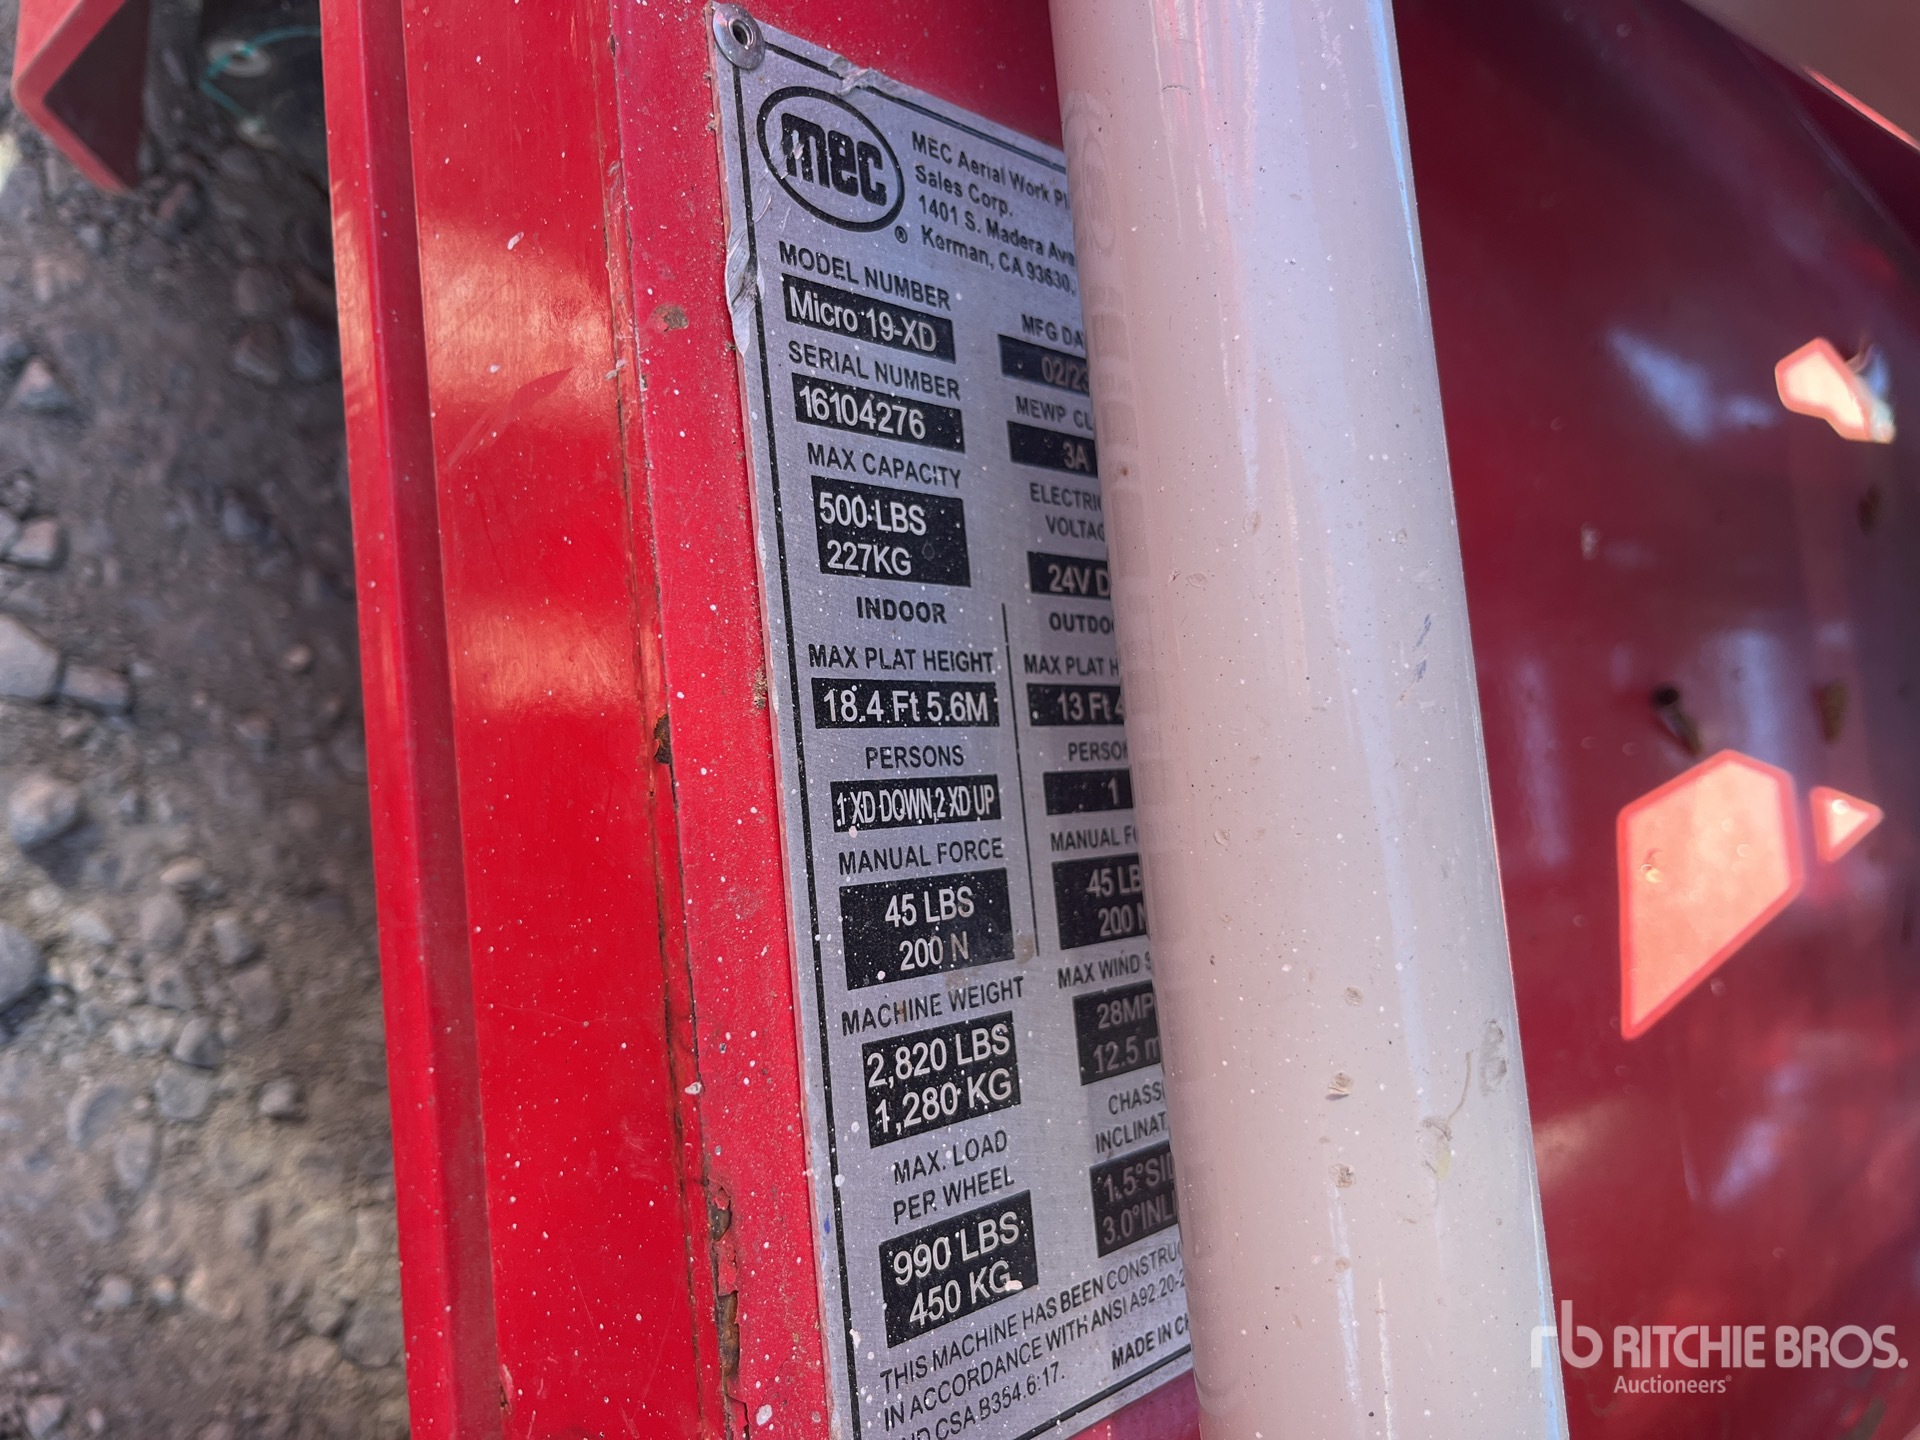 mec
®
MEC Aerial Work Pl
Sales Corp.
1401 S. Madera Ave
Kerman, CA 93630.
MODEL NUMBER
Micro 19-XD
MFG DA
02/23
SERIAL NUMBER
16104276
MEWP CL
3A
MAX CAPACITY
500 LBS
227KG
ELECTRI
VOLTAG
24V D
INDOOR
MAX PLAT HEIGHT
18.4 Ft 5.6M
PERSONS
1 XD DOWN,2 XD UP
MANUAL FORCE
45 LBS
200 N
OUTDO
MAX PLAT H
13 Ft 4
PERSON
1
MANUAL F
45 LB
200 N
MACHINE WEIGHT
2,820 LBS
1,280 KG
MAX WIND S
28MP
12.5 m
MAX. LOAD
PER WHEEL
990 LBS
450 KG
CHASS
INCLINAT
1.5°SID
3.0°INL
THIS MACHINE HAS BEEN CONSTRUC
IN ACCORDANCE WITH ANSI A92.20-2
AND CSA B354.6:17.
MADE IN CH
rb RITCHIE BROS.
Auctioneers®